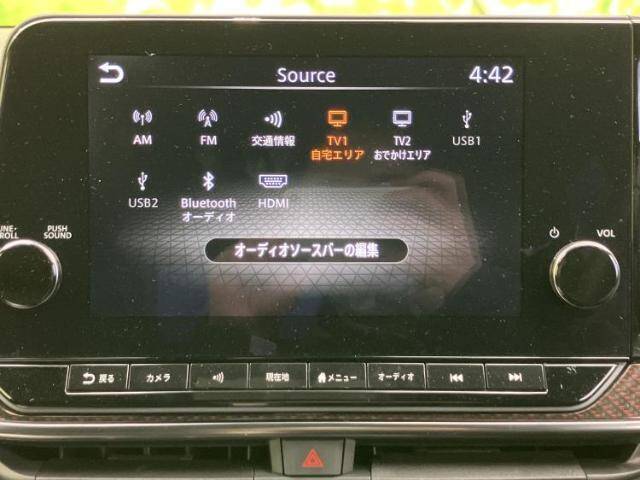 Source 4:42
AM FM 交通情報 TV1 TV2 USB1
自宅エリア おでかけエリア
USB2 Bluetooth HDMI
オーディオ
オーディオソースバーの編集
PUSH
SOUND
VOL
戻る カメラ 現在地 メニュー オーディオ